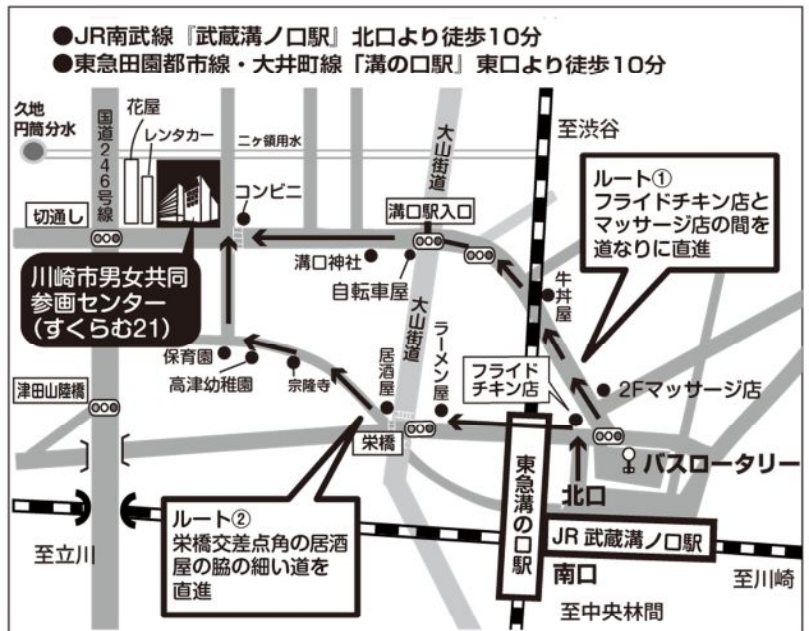 ●JR南武線『武蔵溝ノ口駅』北口より徒歩10分
●東急田園都市線・大井町線「溝の口駅』東口より徒歩10分
久地
円筒分水
国道246号線
花屋
レンタカー
二ヶ領用水
大山街道
至渋谷
ルート①
フライドチキン店と
マッサージ店の間を
道なりに直進
コンビニ
切通し
溝口駅入口
溝口神社
自転車屋
牛丼屋
川崎市男女共同
参画センター
(すくらむ21)
大山街道
ラーメン屋
居酒屋
保育園
高津幼稚園
宗隆寺
フライド
チキン店
2Fマッサージ店
津田山陸橋
栄橋
バスロータリー
北口
東急溝の口駅
ルート②
栄橋交差点角の居酒
屋の脇の細い道を
直進
JR 武蔵溝ノ口駅
至立川
南口
至川崎
至中央林間